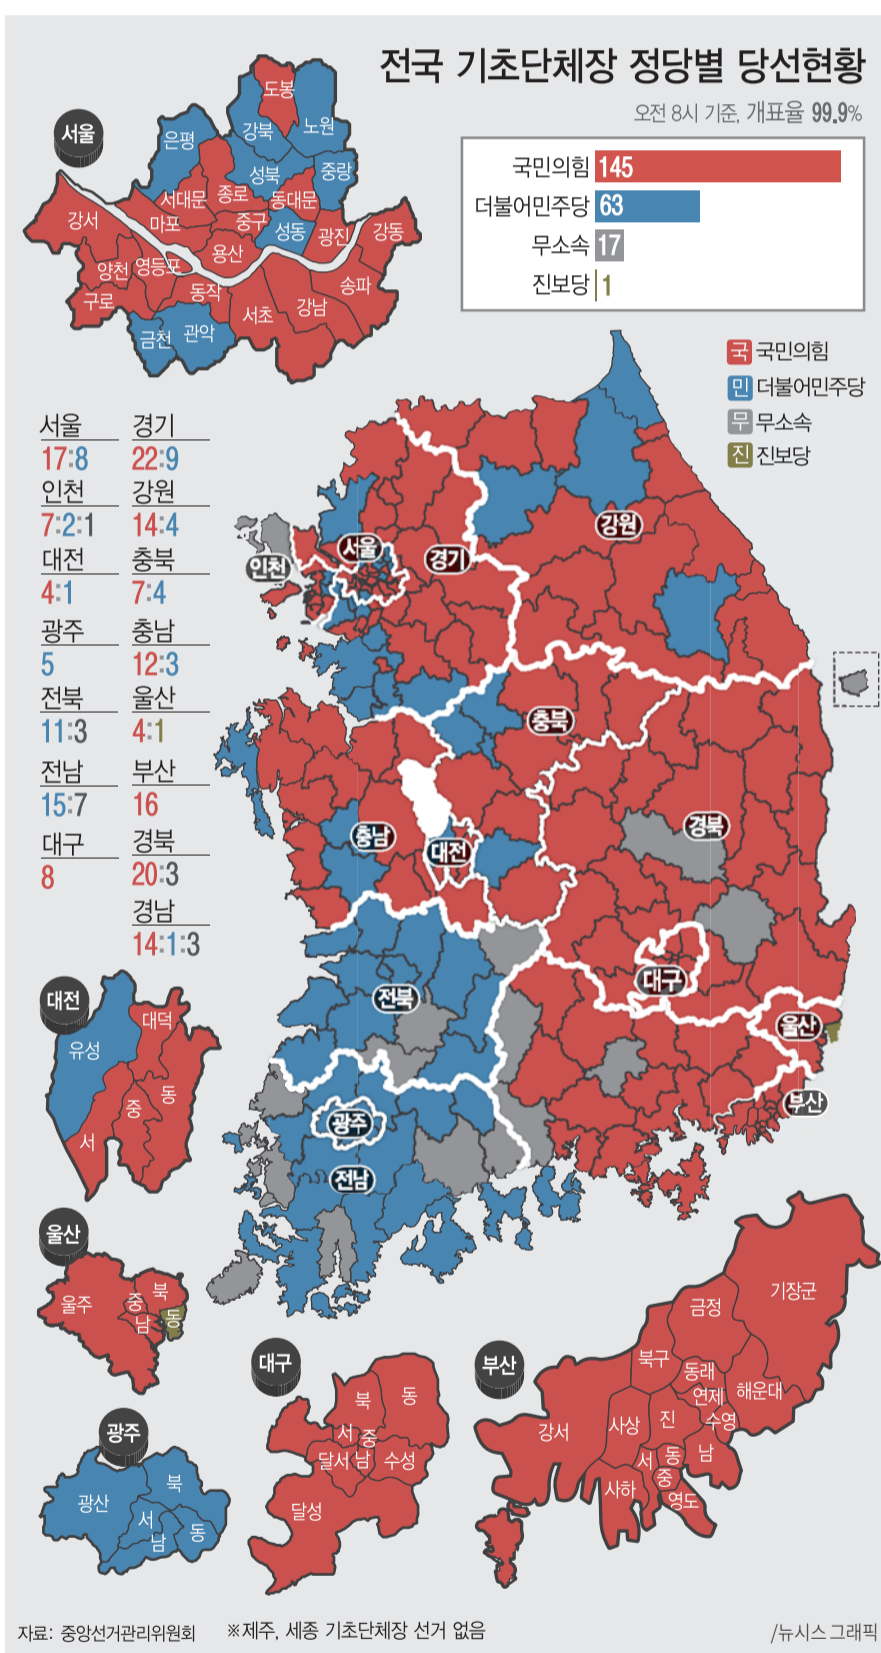 전국 기초단체장 정당별 당선현황
오전 8시 기준, 개표율 99.9%
국민의힘 145
더불어민주당 63
무소속 17
진보당 1
국 국민의힘
민 더불어민주당
무 무소속
진 진보당
서울
도봉
강북
노원
은평
성북
중랑
서대문
종로
동대문
강서
마포
중구
성동
광진
강동
용산
양천
영등포
구로
동작
송파
강남
서초
금천
관악
서울 경기
17:8 22:9
인천 강원
7:2:1 14:4
대전 충북
4:1 7:4
광주 충남
5 12:3
전북 울산
11:3 4:1
전남 부산
15:7 16
대구 경북
8 20:3
경남
14:1:3
강원
서울
경기
인천
충북
경북
충남
대전
대구
전북
울산
부산
광주
전남
대전
대덕
유성
동
중
서
울산
북
울주
중
동
남
광주
북
광산
서
동
남
대구
북
동
서
중
달서
남
수성
달성
부산
기장군
금정
북구
동래
연제
해운대
강서
사상
진
수영
남
동
서
중
사하
영도
자료: 중앙선거관리위원회
※제주, 세종 기초단체장 선거 없음
/뉴시스 그래픽